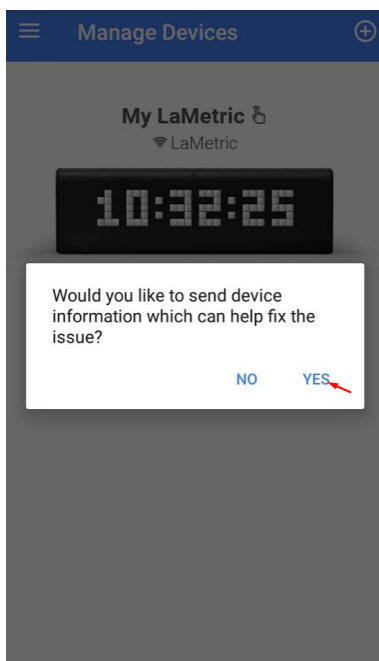 Manage Devices
My LaMetric
LaMetric
10:32:25
Would you like to send device
information which can help fix the
issue?
NO YES